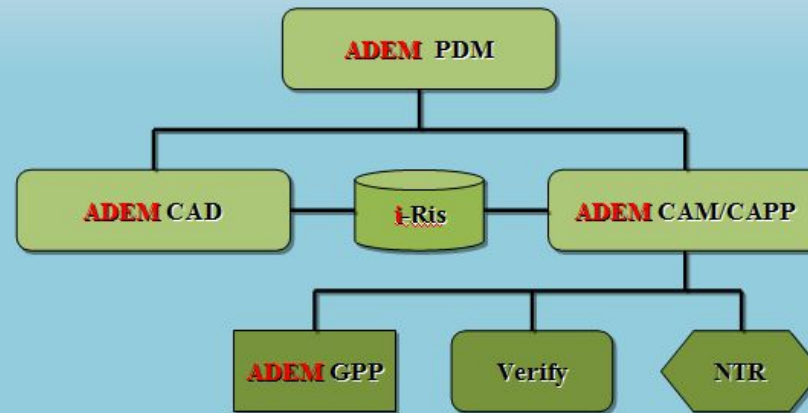 ADEM PDM
ADEM CAD
i-Ris
ADEM CAM/CAPP
ADEM GPP
Verify
NTR